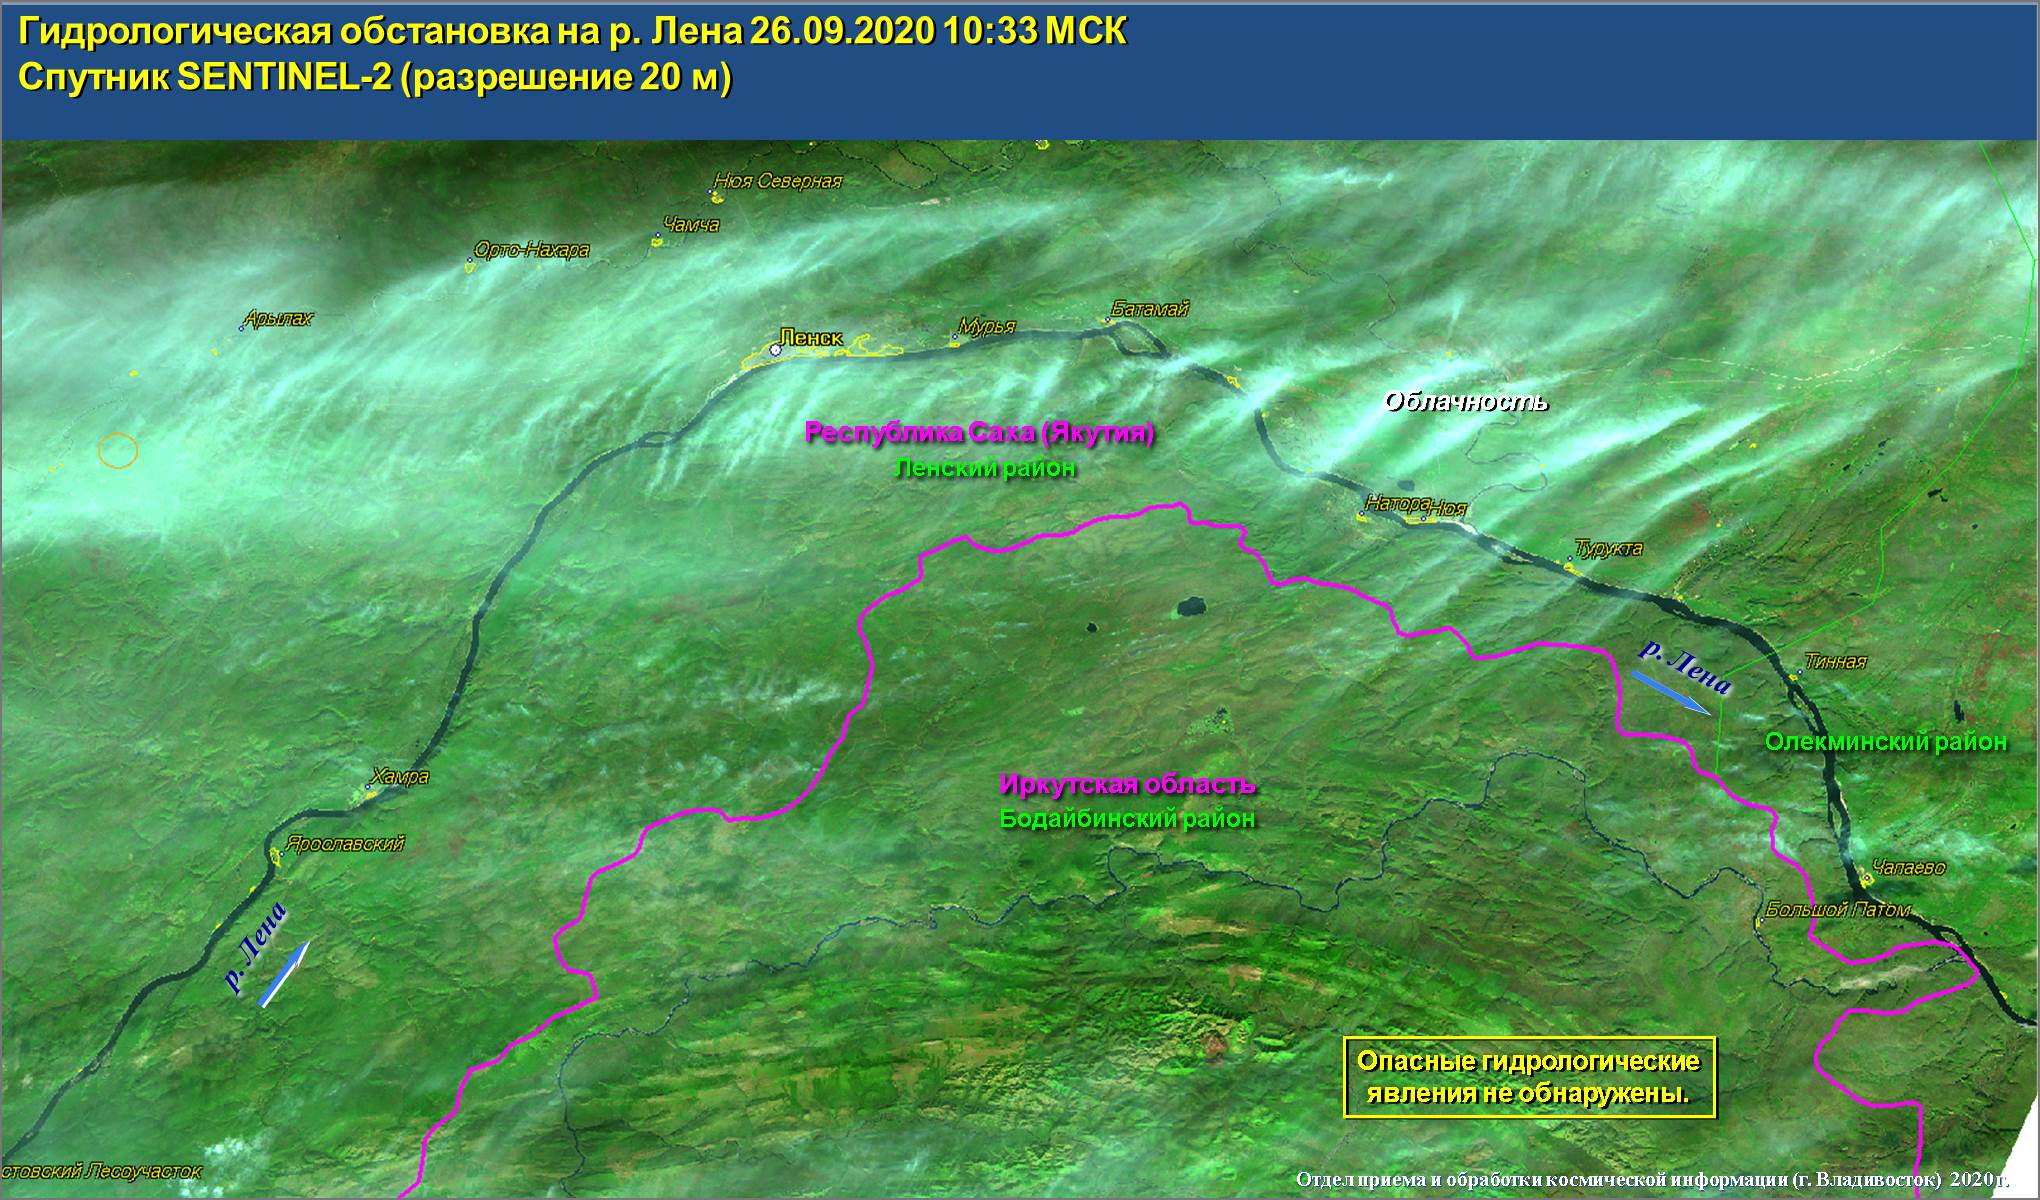 Гидрологическая обстановка на р. Лена 26.09.2020 10:33 МСК
Спутник SENTINEL-2 (разрешение 20 м)
Нюя Северная
Чамча
Орто-Нахара
Арылах
Батамай
Мурья
Ленск
Облачность
Республика Саха (Якутия)
Ленский район
Натора
Нюя
Турукта
р. Лена
Тинная
Олекминский район
Хамра
Иркутская область
Бодайбинский район
Ярославский
Чапаево
Большой Патом
р. Лена
Опасные гидрологические
явления не обнаружены.
стовский Лесоучасток
Отдел приема и обработки космической информации (г. Владивосток) 2020 г.